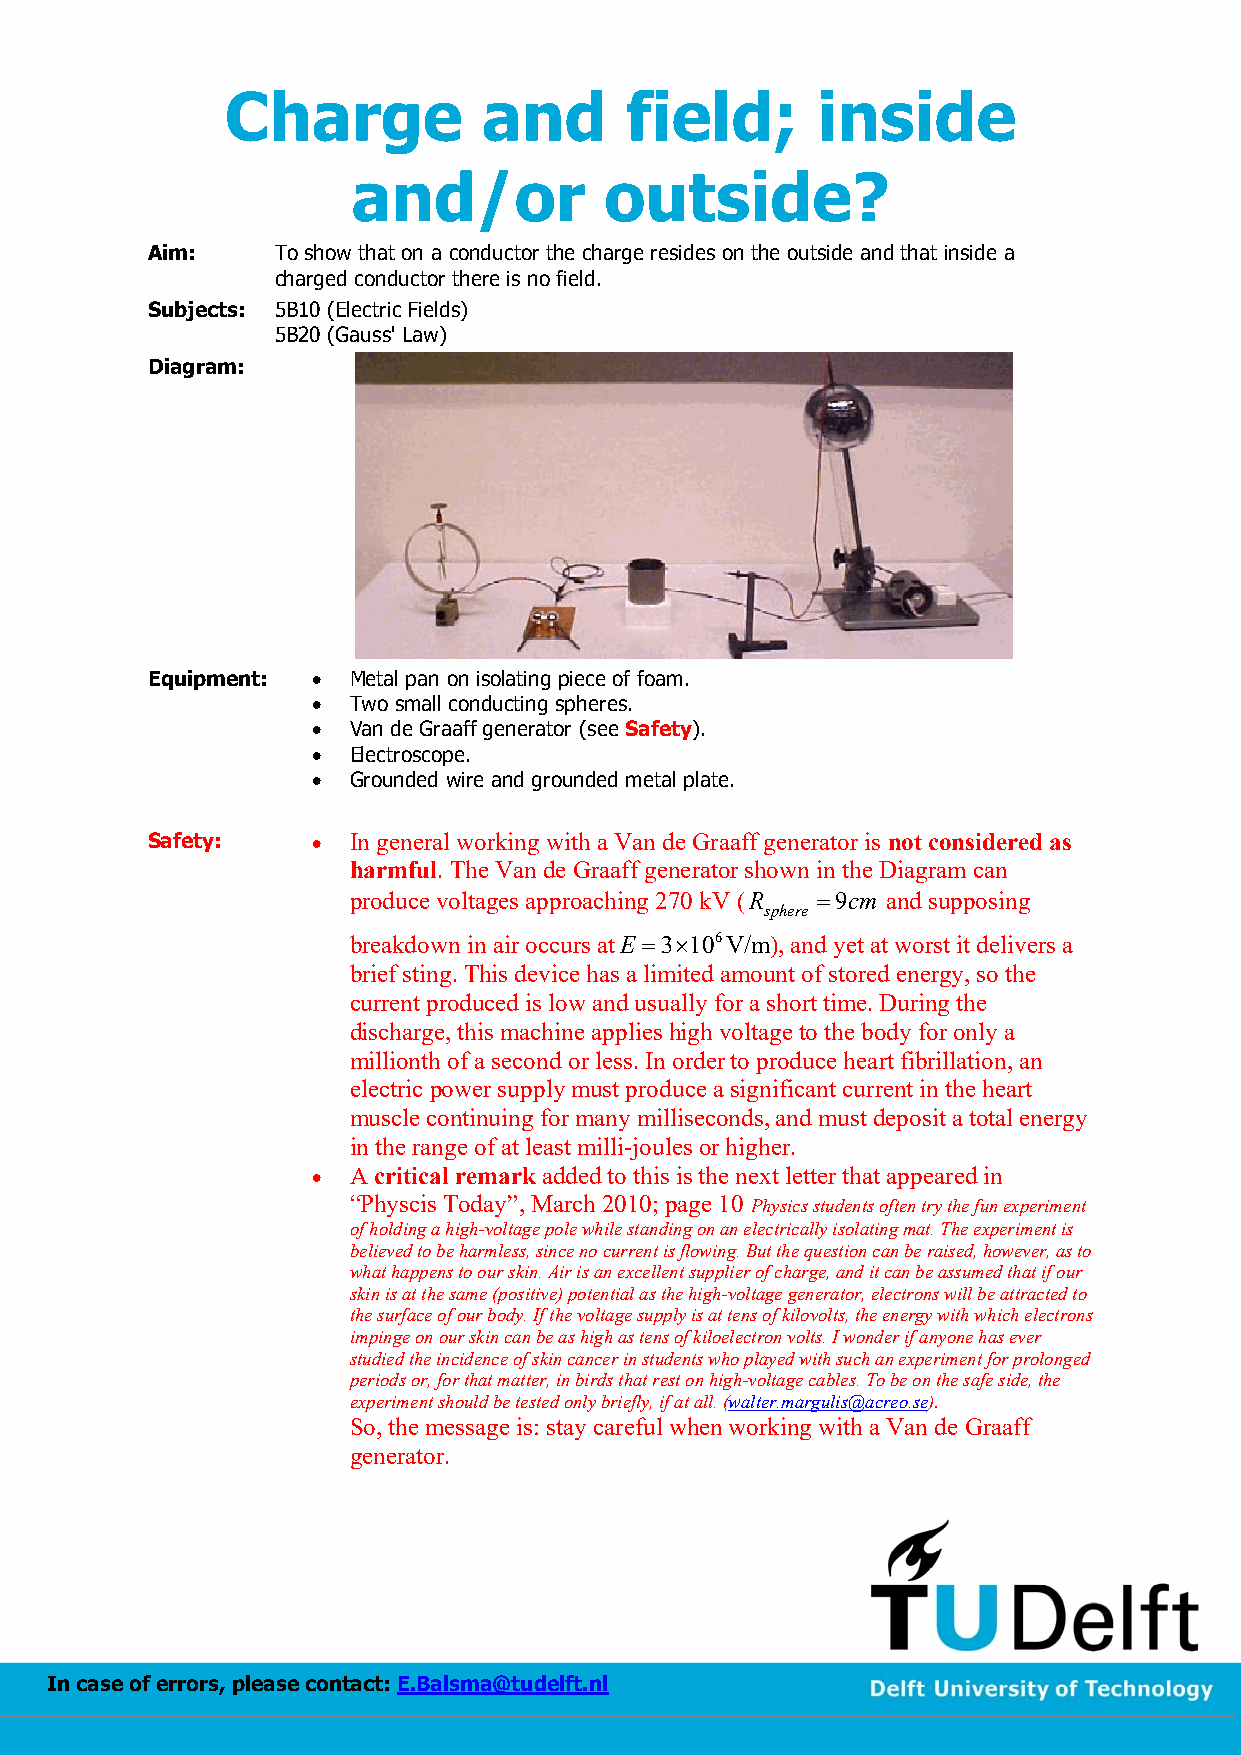 Charge and field; inside
and/or outside?
Aim: To show that on a conductor the charge resides on the outside and that inside a
charged conductor there is no field.
Subjects: 5B10 (Electric Fields)
5B20 (Gauss' Law)
Diagram:
Equipment: • Metal pan on isolating piece of foam.
• Two small conducting spheres.
• Van de Graaff generator (see Safety).
• Electroscope.
• Grounded wire and grounded metal plate.
Safety: • In general working with a Van de Graaff generator is not considered as
harmful. The Van de Graaff generator shown in the Diagram can
produce voltages approaching 270 kV (R sphere = 9cm and supposing
breakdown in air occurs at E = 3×10⁶ V/m), and yet at worst it delivers a
brief sting. This device has a limited amount of stored energy, so the
current produced is low and usually for a short time. During the
discharge, this machine applies high voltage to the body for only a
millionth of a second or less. In order to produce heart fibrillation, an
electric power supply must produce a significant current in the heart
muscle continuing for many milliseconds, and must deposit a total energy
in the range of at least milli-joules or higher.
• A critical remark added to this is the next letter that appeared in
“Physcis Today”, March 2010; page 10 Physics students often try the fun experiment
of holding a high-voltage pole while standing on an electrically isolating mat. The experiment is
believed to be harmless, since no current is flowing. But the question can be raised, however, as to
what happens to our skin. Air is an excellent supplier of charge, and it can be assumed that if our
skin is at the same (positive) potential as the high-voltage generator, electrons will be attracted to
the surface of our body. If the voltage supply is at tens of kilovolts, the energy with which electrons
impinge on our skin can be as high as tens of kiloelectron volts. I wonder if anyone has ever
studied the incidence of skin cancer in students who played with such an experiment for prolonged
periods or, for that matter, in birds that rest on high-voltage cables. To be on the safe side, the
experiment should be tested only briefly, if at all. (walter.margulis@acreo.se).
So, the message is: stay careful when working with a Van de Graaff
generator.
TUDelft
In case of errors, please contact: E.Balsma@tudelft.nl
Delft University of Technology